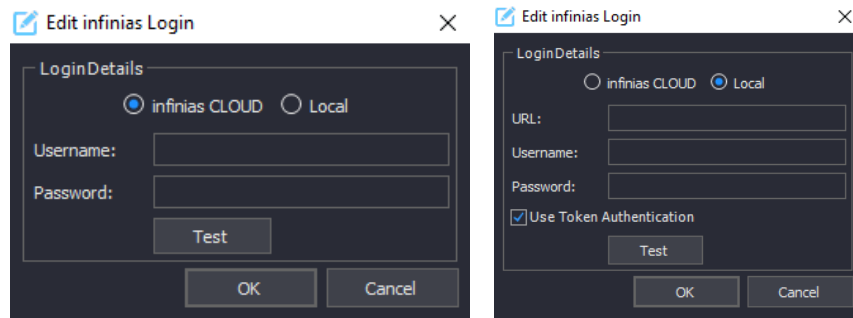 Edit infinias Login
LoginDetails
infinias CLOUD Local
Username:
Password:
Test
OK Cancel
Edit infinias Login
LoginDetails
infinias CLOUD Local
URL:
Username:
Password:
Use Token Authentication
Test
OK Cancel